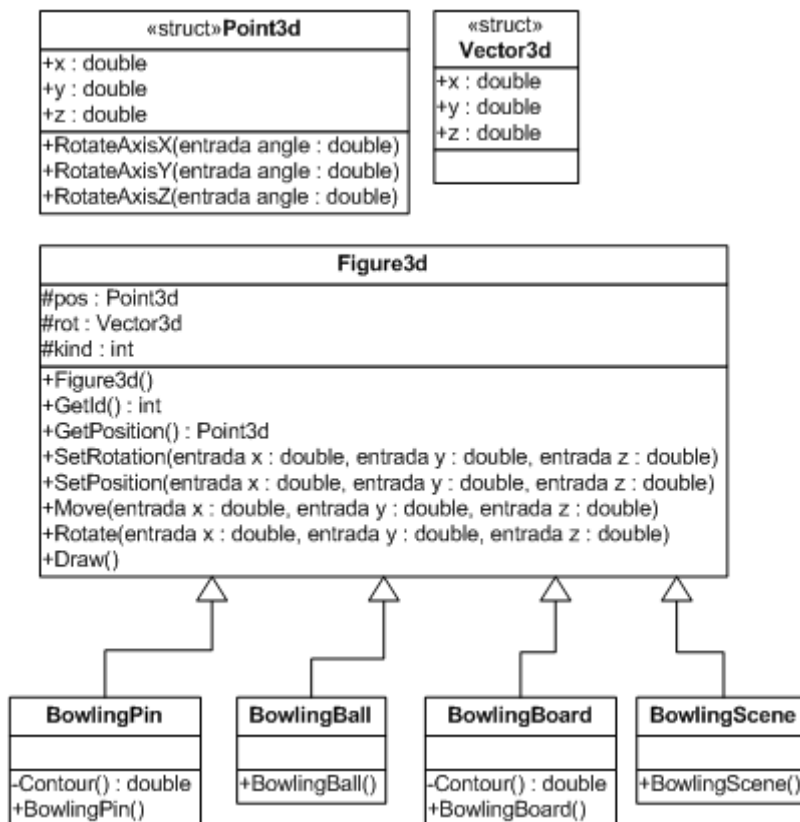 «struct»Point3d
+x : double
+y : double
+z : double
+RotateAxisX(entrada angle : double)
+RotateAxisY(entrada angle : double)
+RotateAxisZ(entrada angle : double)
«struct»
Vector3d
+x : double
+y : double
+z : double
Figure3d
#pos : Point3d
#rot : Vector3d
#kind : int
+Figure3d()
+GetId() : int
+GetPosition() : Point3d
+SetRotation(entrada x : double, entrada y : double, entrada z : double)
+SetPosition(entrada x : double, entrada y : double, entrada z : double)
+Move(entrada x : double, entrada y : double, entrada z : double)
+Rotate(entrada x : double, entrada y : double, entrada z : double)
+Draw()
BowlingPin
-Contour() : double
+BowlingPin()
BowlingBall
+BowlingBall()
BowlingBoard
-Contour() : double
+BowlingBoard()
BowlingScene
+BowlingScene()